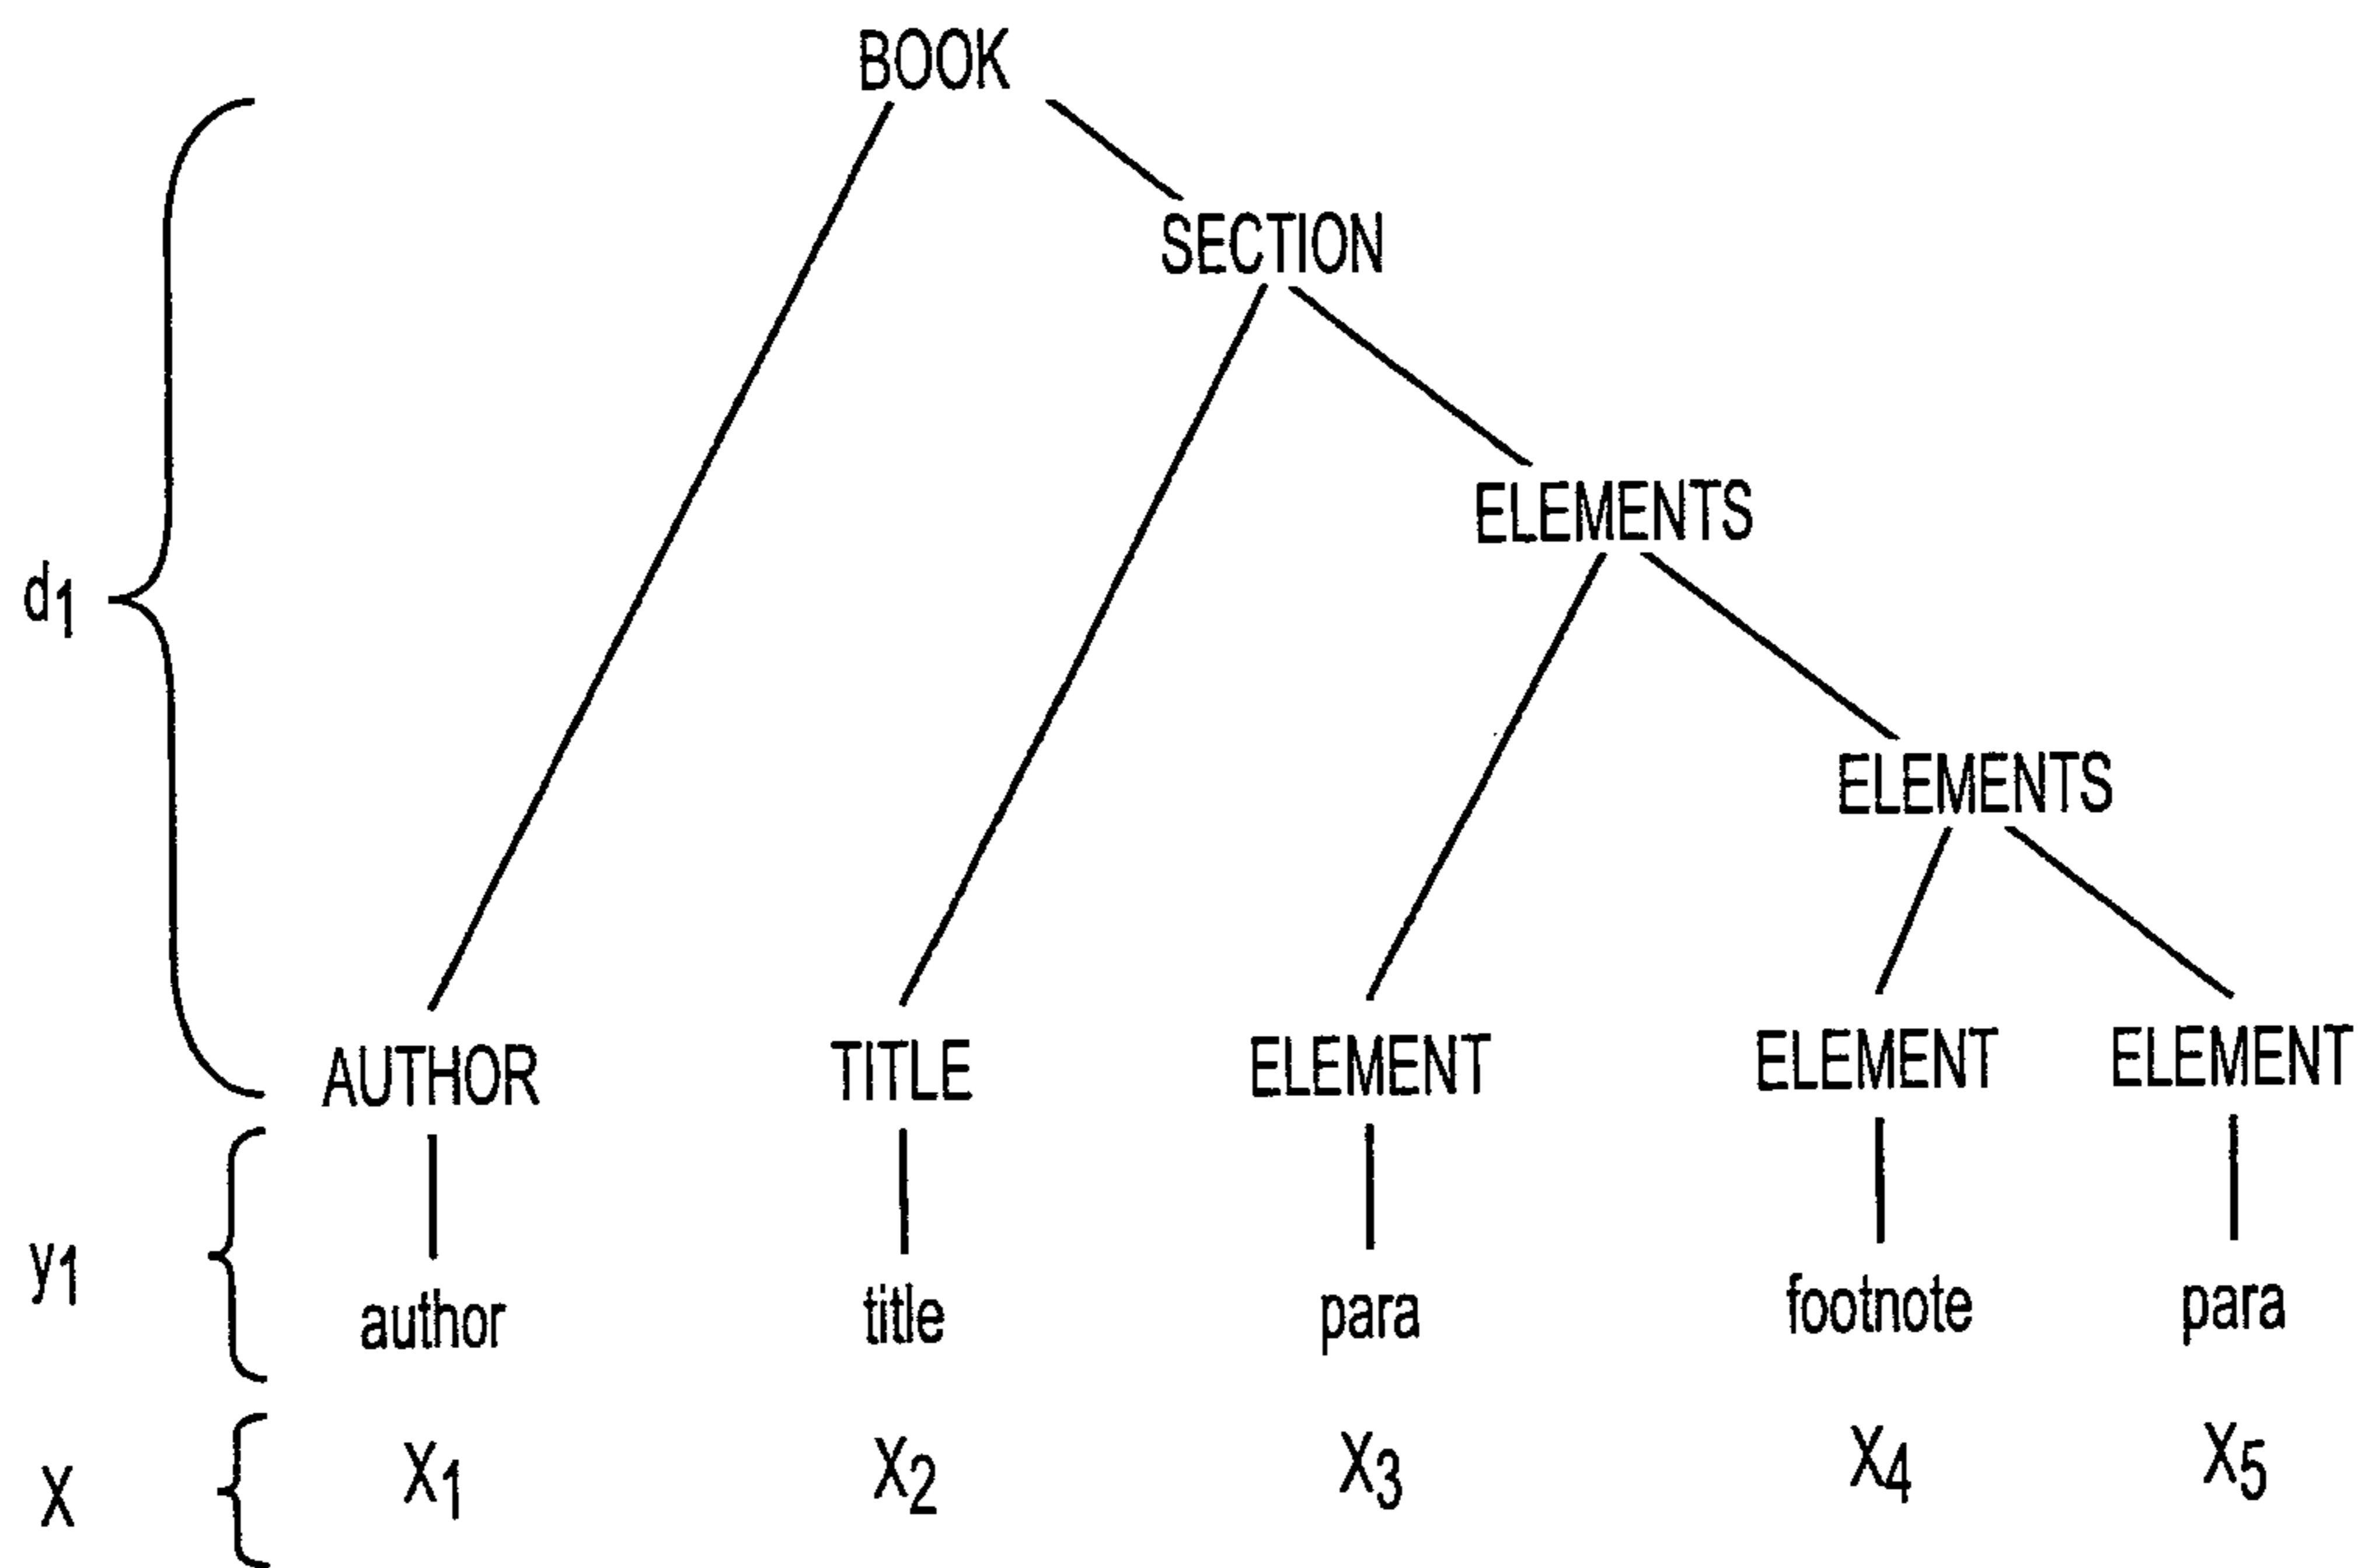 BOOK
SECTION
ELEMENTS
d1
ELEMENTS
AUTHOR TITLE ELEMENT ELEMENT ELEMENT
y1 author title para footnote para
X X1 X2 X3 X4 X5